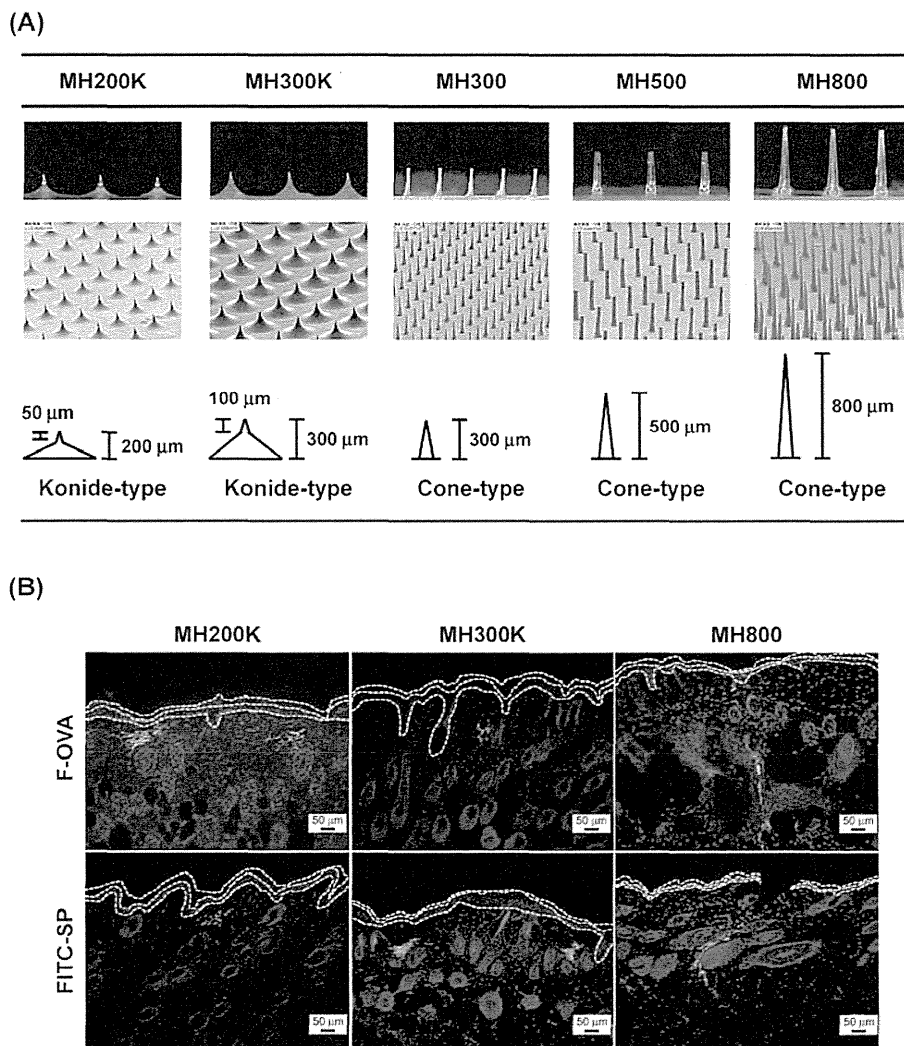 (A)
MH200K MH300K MH300 MH500 MH800
50 μm
200 μm
100 μm
300 μm
300 μm
500 μm
800 μm
Konide-type Konide-type Cone-type Cone-type Cone-type
(B)
MH200K MH300K MH800
F-OVA
50 μm 50 μm 50 μm
FITC-SP
50 μm 50 μm 50 μm